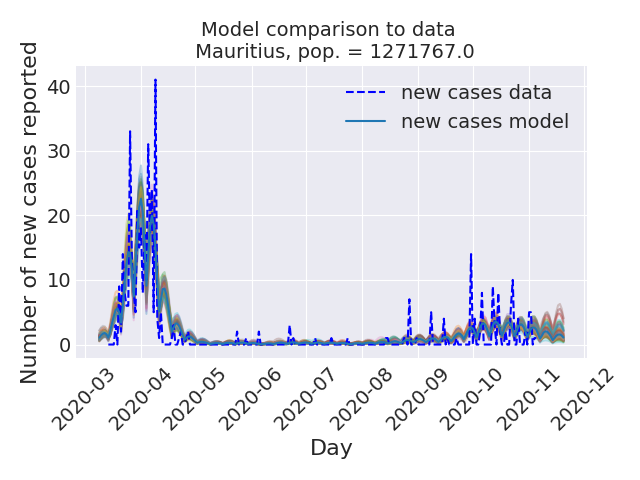 Model comparison to data
Mauritius, pop. = 1271767.0
Number of new cases reported
40
30
20
10
0
new cases data
new cases model
2020-03
2020-04
2020-05
2020-06
2020-07
2020-08
2020-09
2020-10
2020-11
2020-12
Day